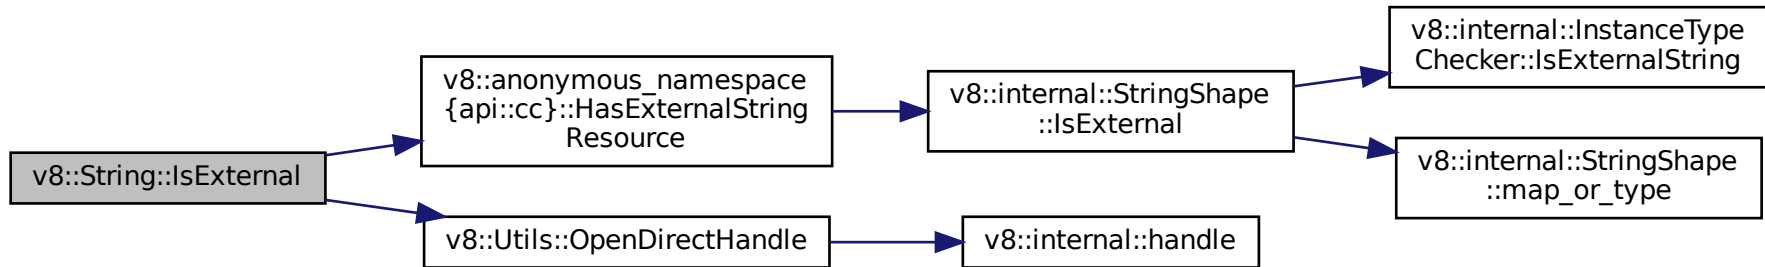 v8::String::IsExternal
v8::anonymous_namespace
{api::cc}::HasExternalString
Resource
v8::internal::StringShape
::IsExternal
v8::internal::InstanceType
Checker::IsExternalString
v8::internal::StringShape
::map_or_type
v8::Utils::OpenDirectHandle
v8::internal::handle